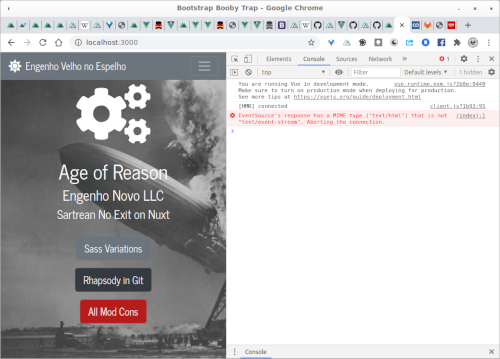 Bootstrap Booby Trap - Google Chrome
localhost:3000
Engenho Velho no Espelho
Age of Reason
Engenho Novo LLC
Sartrean No Exit on Nuxt
Sass Variations
Rhapsody in Git
All Mod Cons
Elements Console Sources
1
top Filter Default levels 1 hidden
You are running Vue in development mode. vue.runtime.esm.js?2b0e:8440
Make sure to turn on production mode when deploying for production.
See more tips at https://vuejs.org/guide/deployment.html
[HMR] connected client.js?1b93:95
EventSource's response has a MIME type ("text/html") that is not (index):1
"text/event-stream". Aborting the connection.
Console